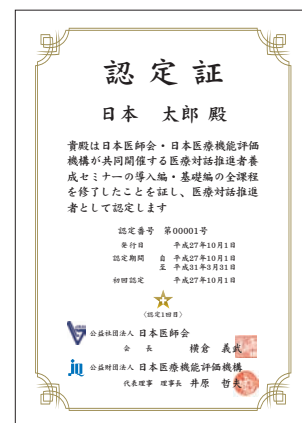 認定証
日本 太郎 殿
貴殿は日本医師会・日本医療機能評価
機構が共同開催する医療対話推進者養
成セミナーの導入編・基礎編の全課程
を修了したことを証し、医療対話推進
者として認定します
認定番号 第00001号
発行日 平成27年10月1日
認定期間 自 平成27年10月1日
至 平成31年3月31日
初回認定 平成27年10月1日
(認定1回目)
公益社団法人 日本医師会
会 長 横倉 義武
公益財団法人 日本医療機能評価機構
代表理事 理事長 井原 哲夫